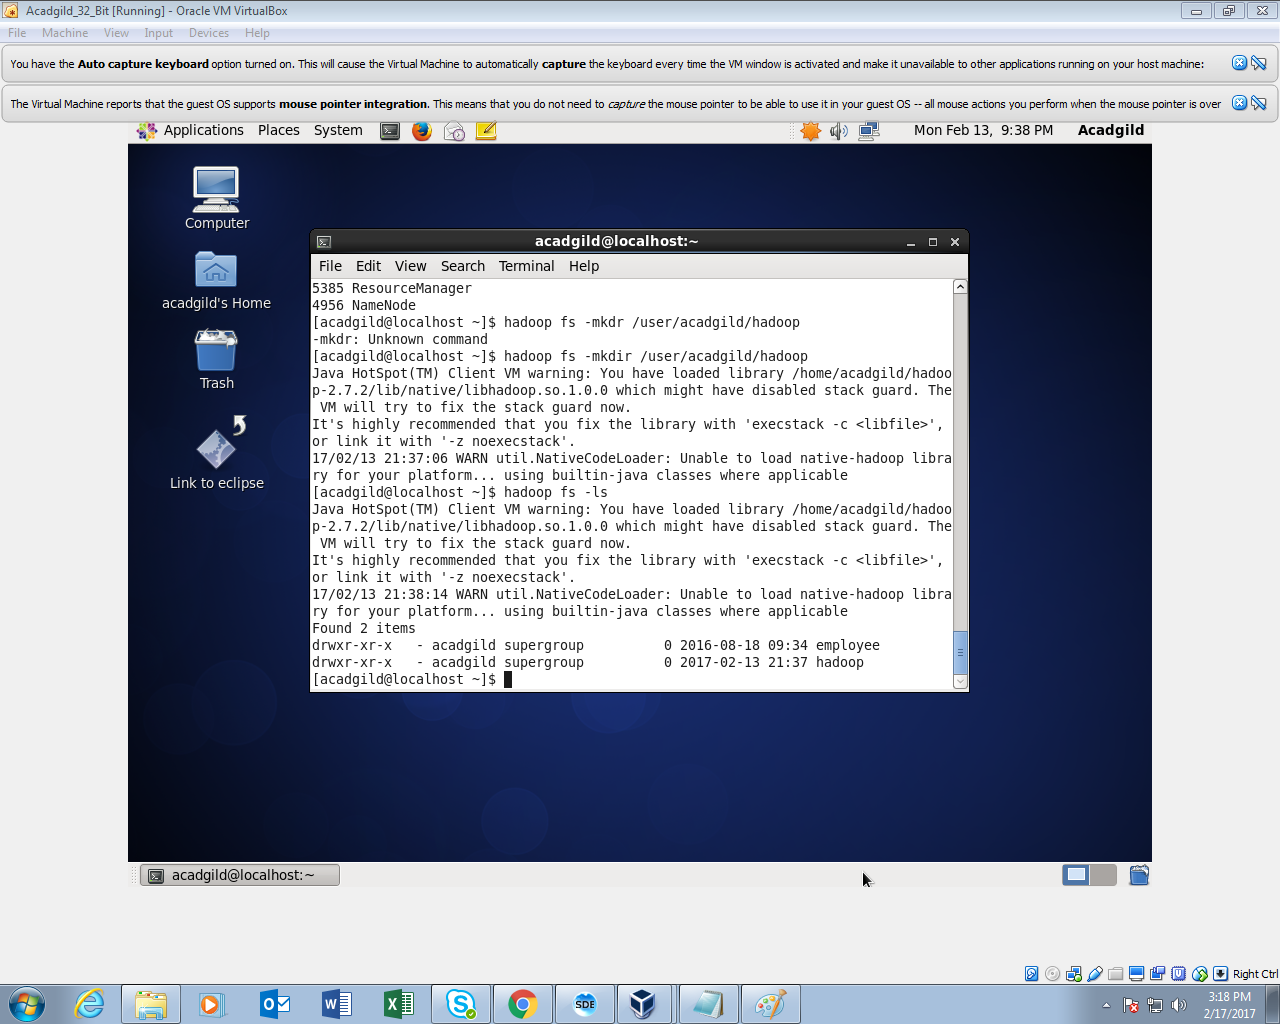 Acadgild_32_Bit [Running] - Oracle VM VirtualBox
File Machine View Input Devices Help
You have the Auto capture keyboard option turned on. This will cause the Virtual Machine to automatically capture the keyboard every time the VM window is activated and make it unavailable to other applications running on your host machine:
The Virtual Machine reports that the guest OS supports mouse pointer integration. This means that you do not need to capture the mouse pointer to be able to use it in your guest OS -- all mouse actions you perform when the mouse pointer is over
Applications Places System Mon Feb 13, 9:38 PM Acadgild
Computer
acadgild's Home
Trash
Link to eclipse
acadgild@localhost:~
File Edit View Search Terminal Help
5385 ResourceManager
4956 NameNode
[acadgild@localhost ~]$ hadoop fs -mkdr /user/acadgild/hadoop
-mkdr: Unknown command
[acadgild@localhost ~]$ hadoop fs -mkdir /user/acadgild/hadoop
Java HotSpot(TM) Client VM warning: You have loaded library /home/acadgild/hadoo
p-2.7.2/lib/native/libhadoop.so.1.0.0 which might have disabled stack guard. The
 VM will try to fix the stack guard now.
It's highly recommended that you fix the library with 'execstack -c <libfile>',
or link it with '-z noexecstack'.
17/02/13 21:37:06 WARN util.NativeCodeLoader: Unable to load native-hadoop libra
ry for your platform... using builtin-java classes where applicable
[acadgild@localhost ~]$ hadoop fs -ls
Java HotSpot(TM) Client VM warning: You have loaded library /home/acadgild/hadoo
p-2.7.2/lib/native/libhadoop.so.1.0.0 which might have disabled stack guard. The
 VM will try to fix the stack guard now.
It's highly recommended that you fix the library with 'execstack -c <libfile>',
or link it with '-z noexecstack'.
17/02/13 21:38:14 WARN util.NativeCodeLoader: Unable to load native-hadoop libra
ry for your platform... using builtin-java classes where applicable
Found 2 items
drwxr-xr-x   - acadgild supergroup          0 2016-08-18 09:34 employee
drwxr-xr-x   - acadgild supergroup          0 2017-02-13 21:37 hadoop
[acadgild@localhost ~]$
acadgild@localhost:~
Right Ctrl
SDE
3:18 PM
2/17/2017